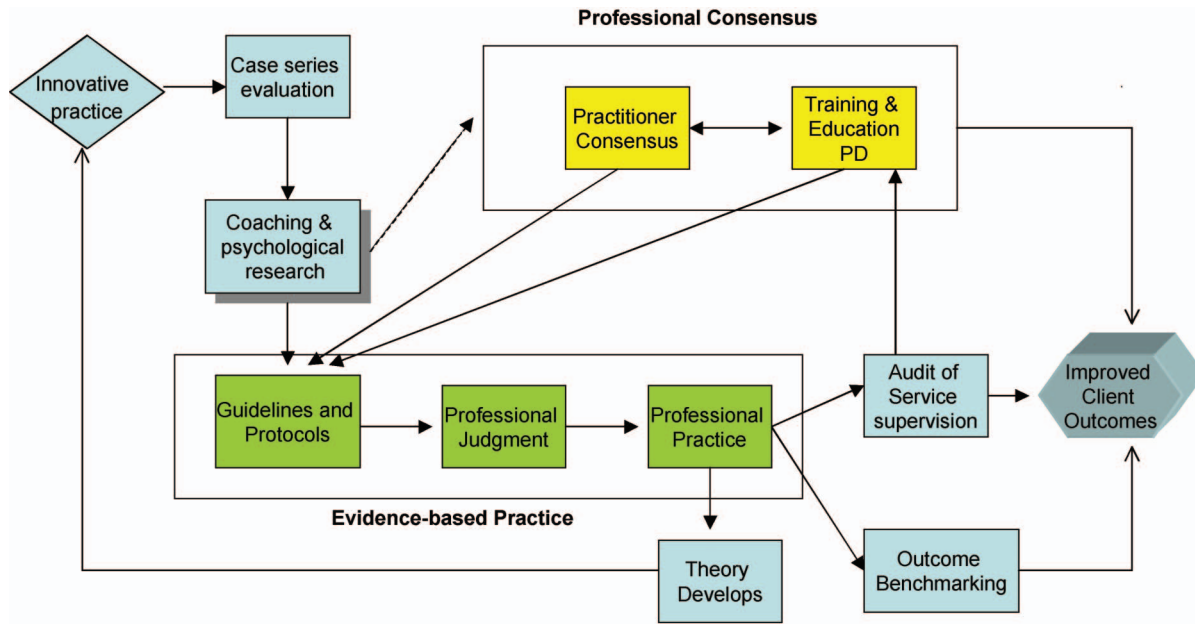 Professional Consensus
Innovative
practice
Case series
evaluation
Practitioner
Consensus
Training &
Education
PD
Coaching &
psychological
research
Guidelines and
Protocols
Professional
Judgment
Professional
Practice
Audit of
Service
supervision
Improved
Client
Outcomes
Evidence-based Practice
Theory
Develops
Outcome
Benchmarking